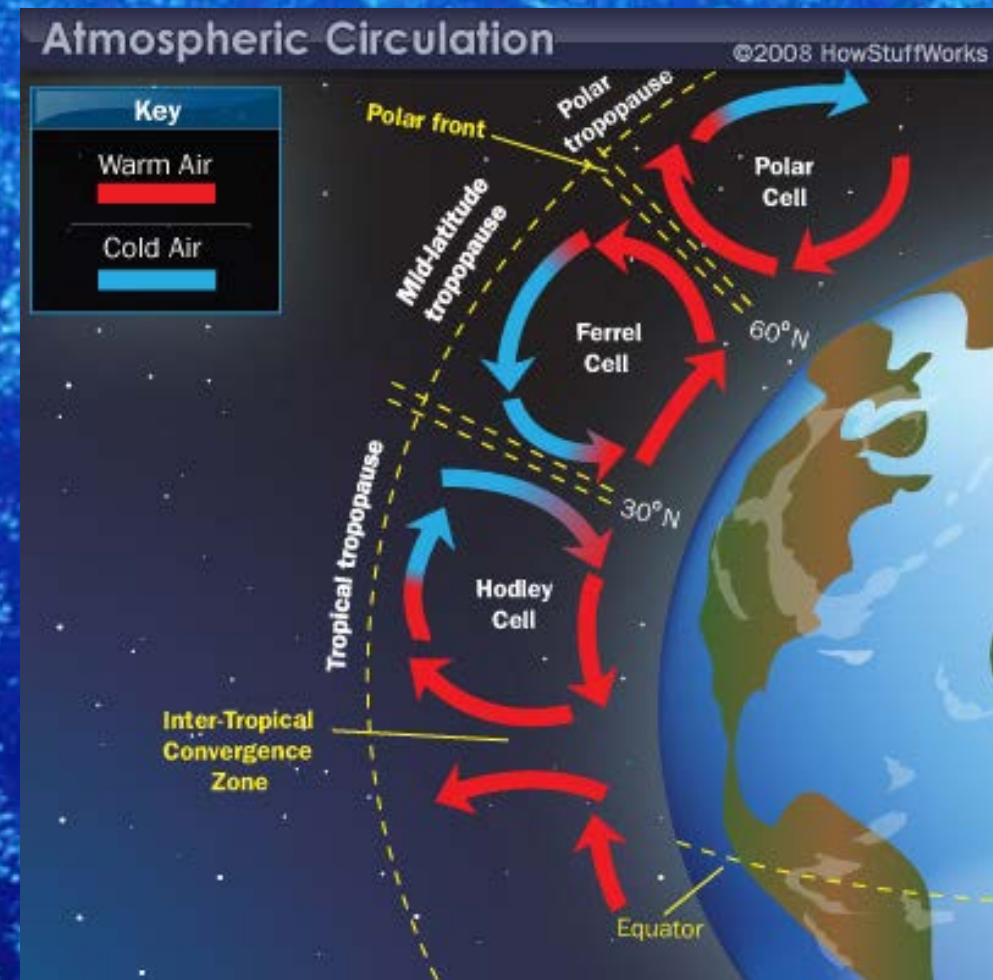 Atmospheric Circulation
©2008 HowStuffWorks
Key
Warm Air
Cold Air
Polar front
Polar
tropopause
Polar
Cell
Mid-latitude
tropopause
Ferrel
Cell
60°N
Tropical tropopause
30°N
Hodley
Cell
Inter-Tropical
Convergence
Zone
Equator